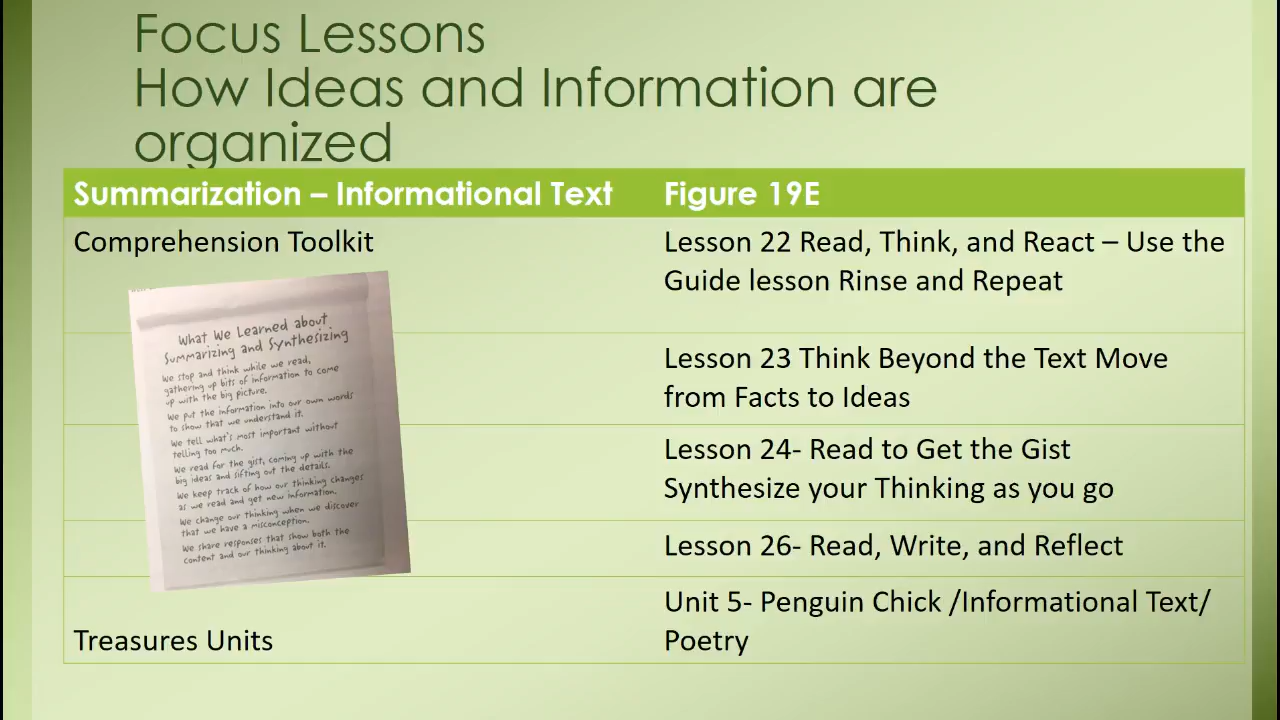 Focus Lessons
How Ideas and Information are
organized
Summarization – Informational Text
Figure 19E
Comprehension Toolkit
Lesson 22 Read, Think, and React – Use the
Guide lesson Rinse and Repeat
What We Learned about
Summarizing and Synthesizing
We stop and think while we read,
gathering up bits of information to come
up with the big picture.
We put the information into our own words
to show that we understand it.
We tell what's most important without
telling too much.
We read for the gist, coming up with the
big ideas and sifting out the details.
We keep track of how our thinking changes
as we read and get new information.
We change our thinking when we discover
that we have a misconception.
We share responses that show both the
content and our thinking about it.
Lesson 23 Think Beyond the Text Move
from Facts to Ideas
Lesson 24- Read to Get the Gist
Synthesize your Thinking as you go
Lesson 26- Read, Write, and Reflect
Treasures Units
Unit 5- Penguin Chick /Informational Text/
Poetry